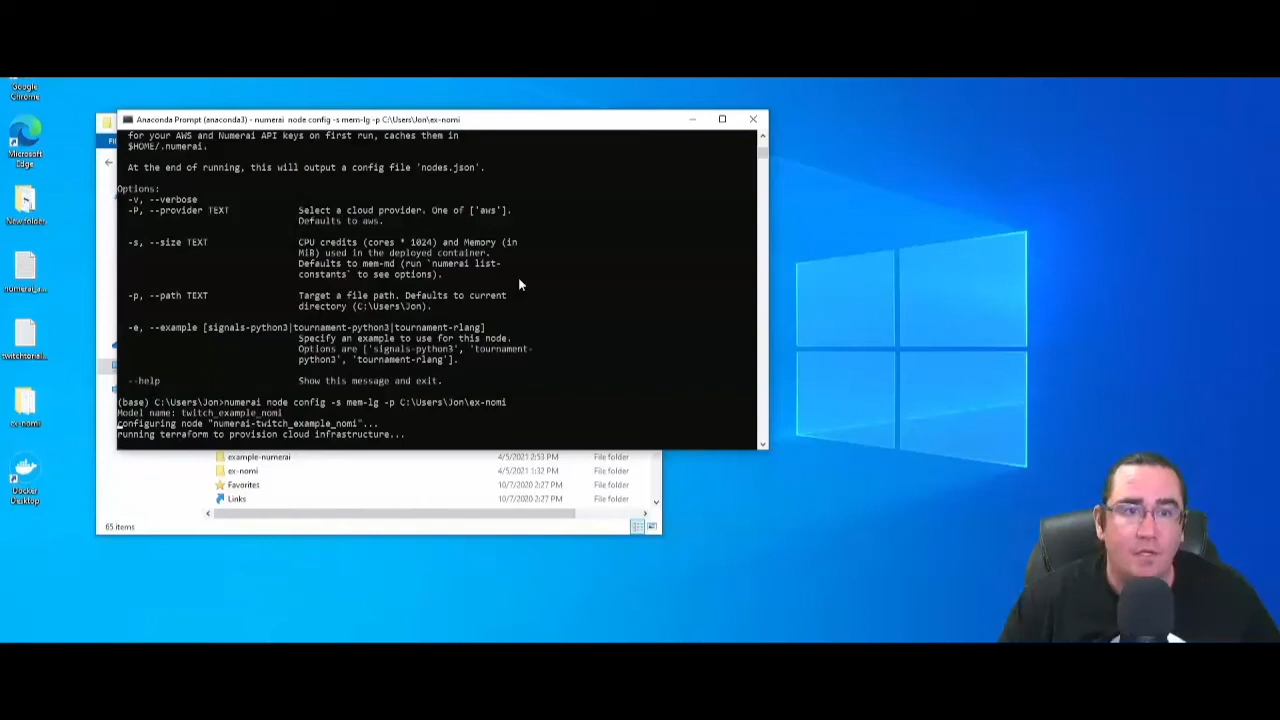 Google
Chrome
Microsoft
Edge
New folder
numerai_a...
twitchtorial...
ex-nomi
Docker
Desktop
Anaconda Prompt (anaconda3) - numerai  node config -s mem-lg -p C:\Users\Jon\ex-nomi
for your AWS and Numerai API keys on first run, caches them in
$HOME/.numerai.
At the end of running, this will output a config file 'nodes.json'.
Options:
-v, --verbose
-P, --provider TEXT Select a cloud provider. One of ['aws'].
Defaults to aws.
-s, --size TEXT CPU credits (cores * 1024) and Memory (in
MiB) used in the deployed container.
Defaults to mem-md (run `numerai list-
constants` to see options).
-p, --path TEXT Target a file path. Defaults to current
directory (C:\Users\Jon).
-e, --example [signals-python3|tournament-python3|tournament-rlang]
Specify an example to use for this node.
Options are ['signals-python3', 'tournament-
python3', 'tournament-rlang'].
--help Show this message and exit.
(base) C:\Users\Jon>numerai node config -s mem-lg -p C:\Users\Jon\ex-nomi
Model name: twitch_example_nomi
configuring node "numerai-twitch_example_nomi"...
running terraform to provision cloud infrastructure...
example-numerai 4/5/2021 2:53 PM File folder
ex-nomi 4/5/2021 1:32 PM File folder
Favorites 10/7/2020 2:27 PM File folder
Links 10/7/2020 2:27 PM File folder
65 items